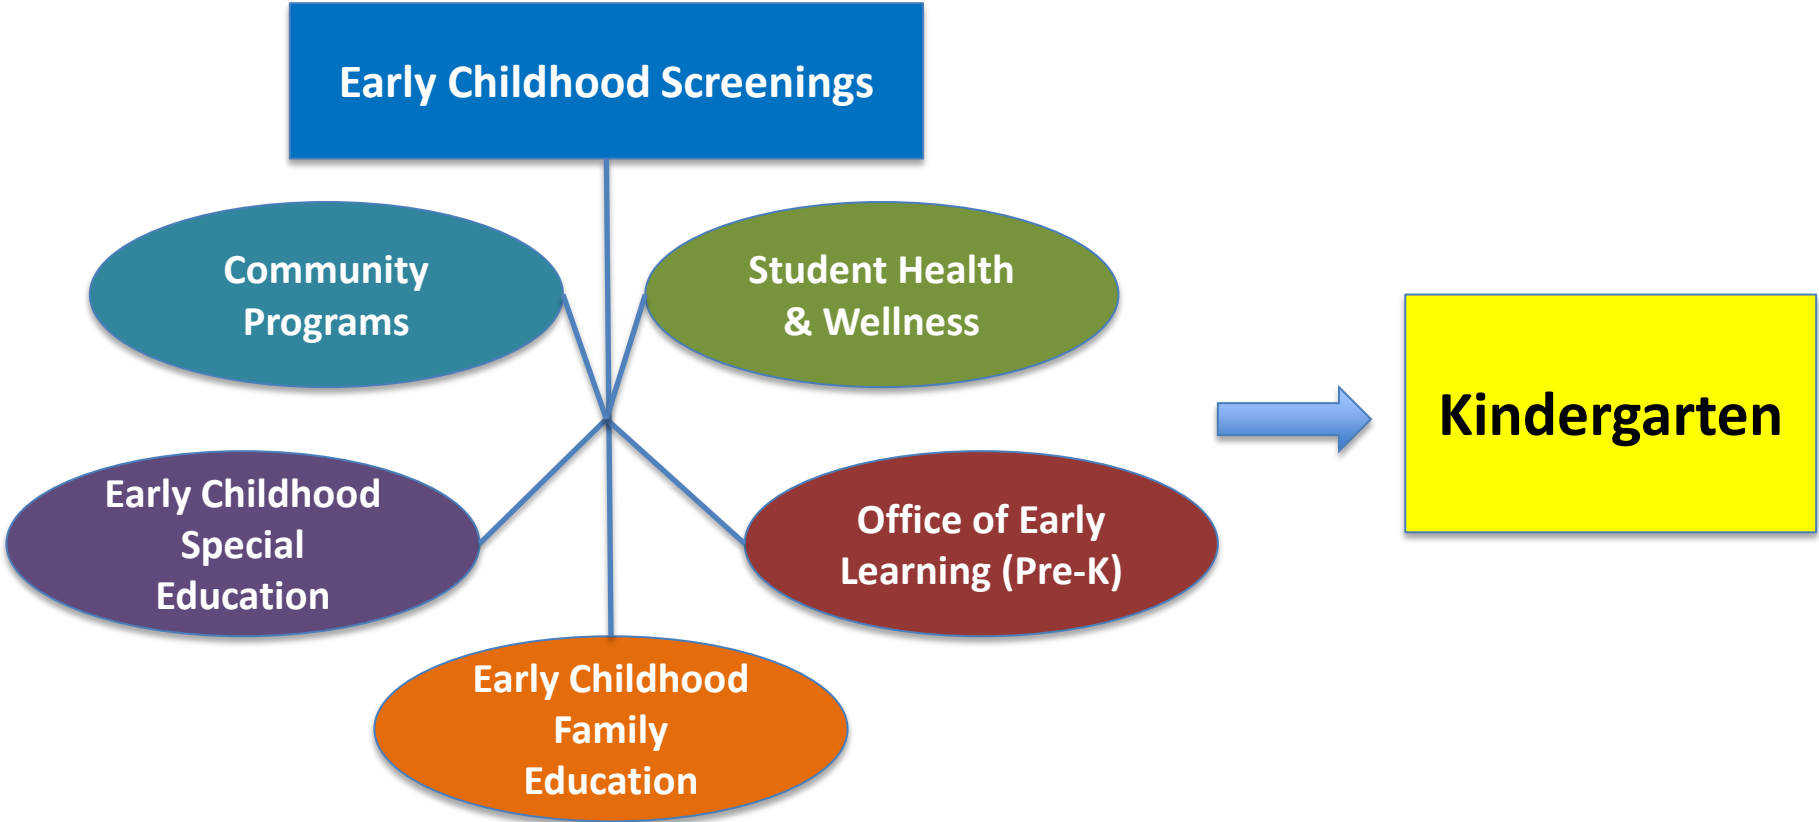 Early Childhood Screenings
Community
Programs
Student Health
& Wellness
Early Childhood
Special
Education
Office of Early
Learning (Pre-K)
Early Childhood
Family
Education
Kindergarten